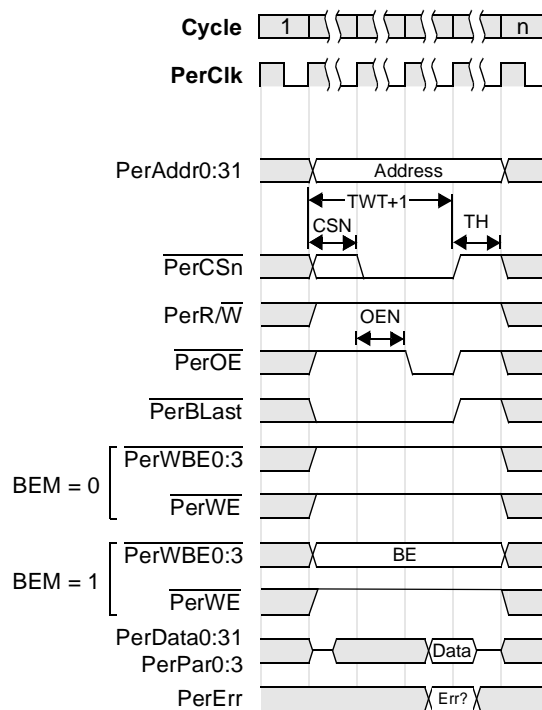 Cycle 1 n
PerClk
PerAddr0:31 Address
TWT+1
CSN TH
PerCSn
PerR/W
OEN
PerOE
PerBLast
PerWBE0:3
BEM = 0
PerWE
PerWBE0:3 BE
BEM = 1
PerWE
PerData0:31
Data
PerPar0:3
PerErr Err?